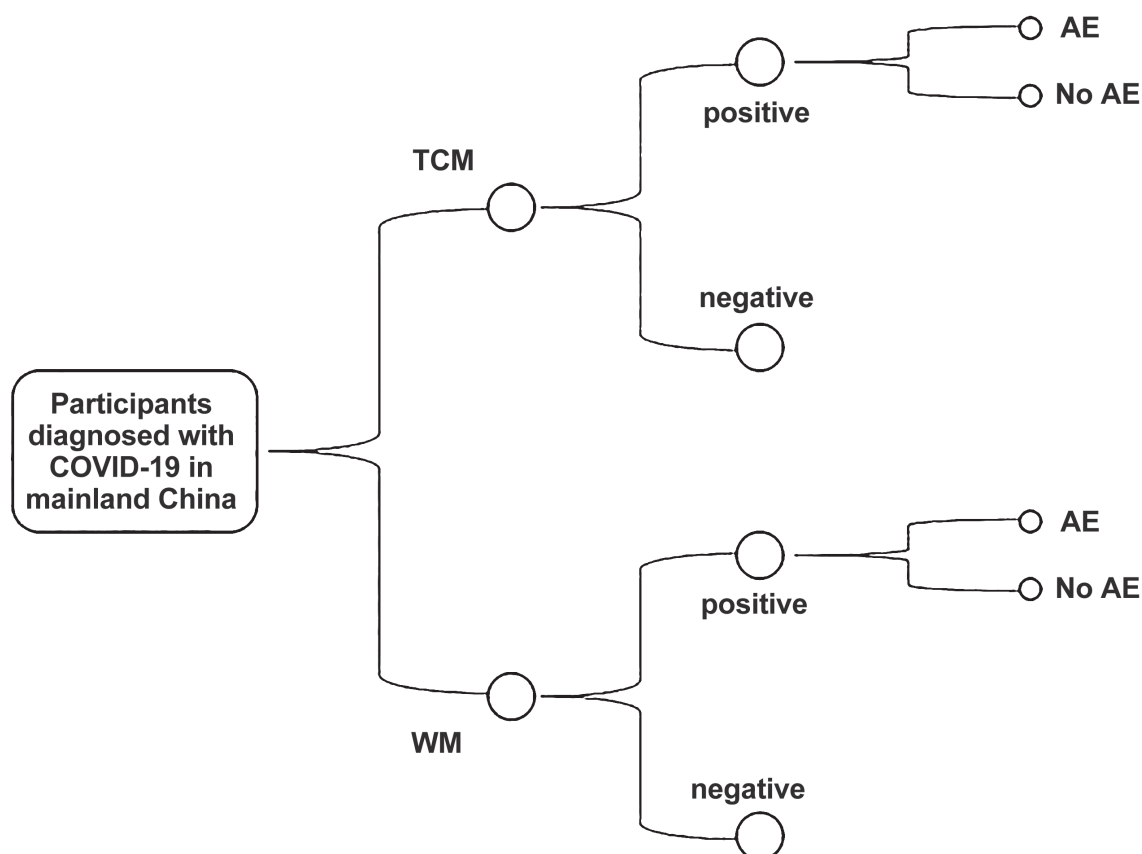 AE
No AE
positive
TCM
negative
Participants
diagnosed with
COVID-19 in
mainland China
AE
No AE
positive
WM
negative